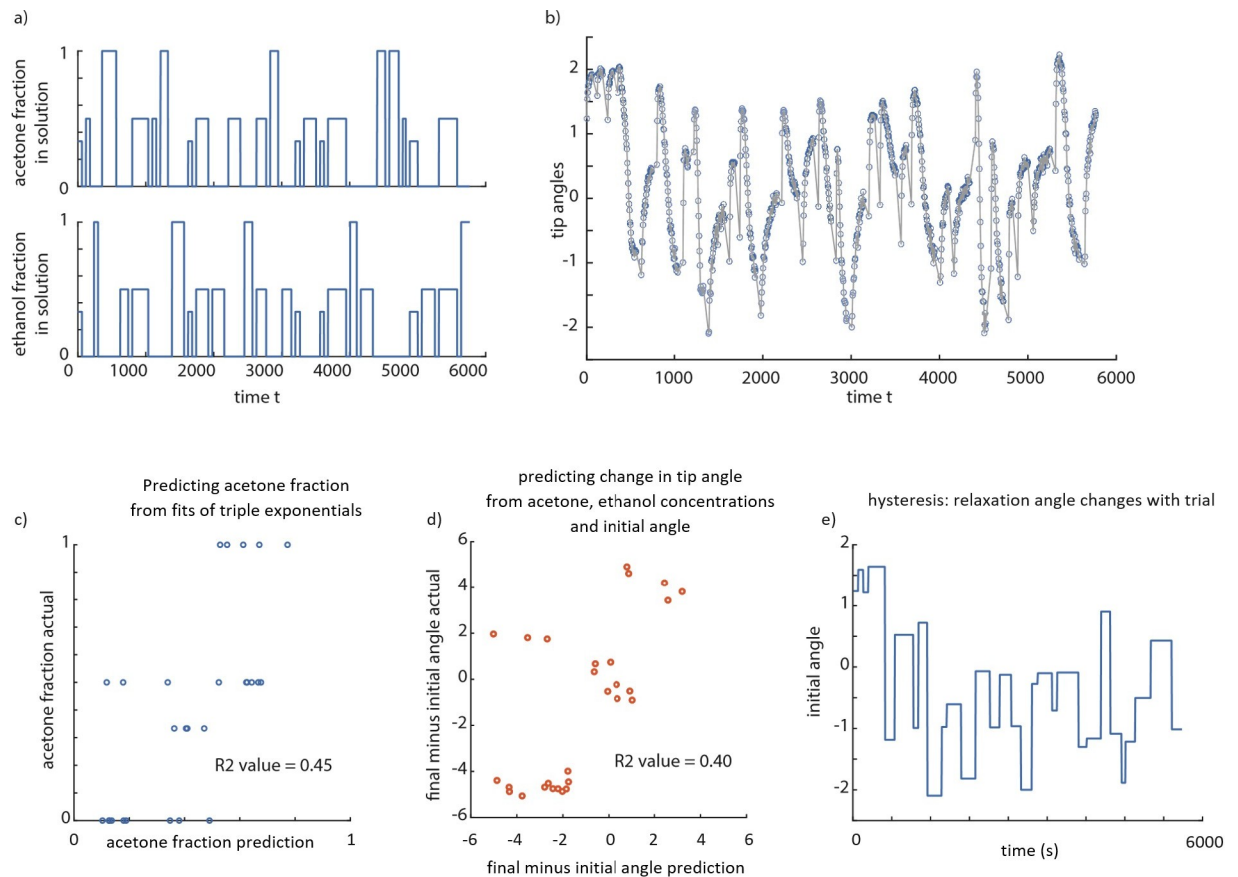 a)
1
0
acetone fraction
in solution
1
0
ethanol fraction
in solution
0 1000 2000 3000 4000 5000 6000
time t
b)
2
1
0
-1
-2
tip angles
0 1000 2000 3000 4000 5000 6000
time t
c)
Predicting acetone fraction
from fits of triple exponentials
1
0
acetone fraction actual
R2 value = 0.45
0 1
acetone fraction prediction
d)
predicting change in tip angle
from acetone, ethanol concentrations
and initial angle
6
4
2
0
-2
-4
-6
final minus initial angle actual
R2 value = 0.40
-6 -4 -2 0 2 4 6
final minus initial angle prediction
e)
hysteresis: relaxation angle changes with trial
2
1
0
-1
-2
initial angle
0 6000
time (s)